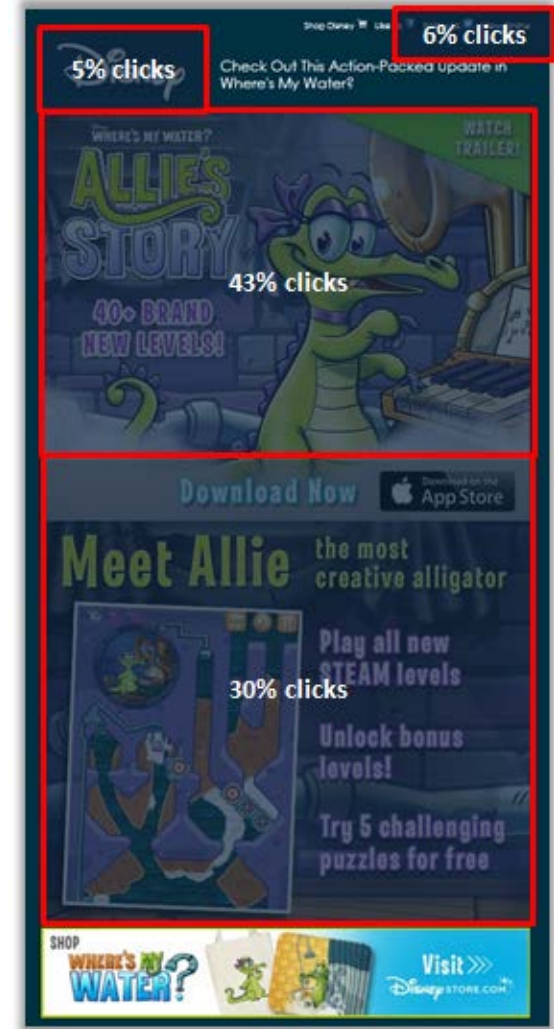 Shop Disney
6% clicks
Disney
5% clicks
Check Out This Action-Packed Update in
Where's My Water?
WHERE'S MY WATER?
ALLIE'S
STORY
WATCH
TRAILER!
43% clicks
40+ BRAND
NEW LEVELS!
Download Now
Download on the
App Store
Meet Allie
the most
creative alligator
Play all new
STEAM levels
30% clicks
Unlock bonus
levels!
Try 5 challenging
puzzles for free
SHOP
WHERE'S MY
WATER?
Visit >>>
DISNEYSTORE.COM